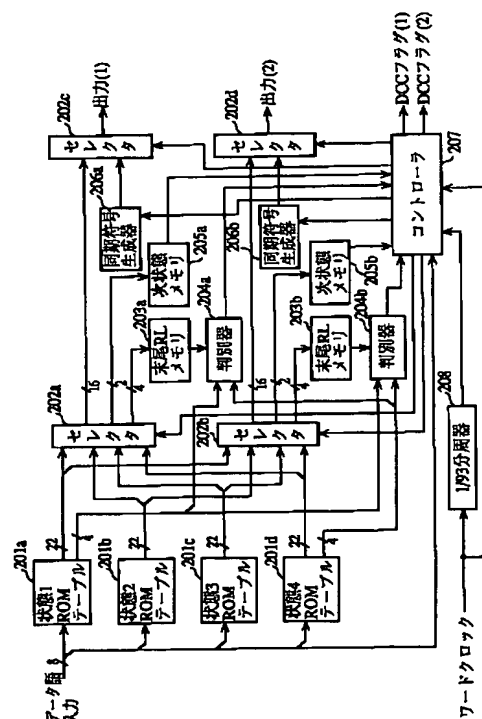 データ語
入力
8
201a
状態1
ROM
テーブル
22
4
201b
状態2
ROM
テーブル
22
201c
状態3
ROM
テーブル
22
201d
状態4
ROM
テーブル
22
4
202a
セレクタ
202b
セレクタ
16
2
4
16
2
4
203a
末尾RL
メモリ
204a
判別器
205a
次状態
メモリ
206a
同期符号
生成器
202c
セレクタ
出力(1)
203b
末尾RL
メモリ
204b
判別器
205b
次状態
メモリ
206b
同期符号
生成器
202d
セレクタ
出力(2)
コントローラ
207
DCCフラグ(1)
DCCフラグ(2)
208
1/93分周器
ワードクロック